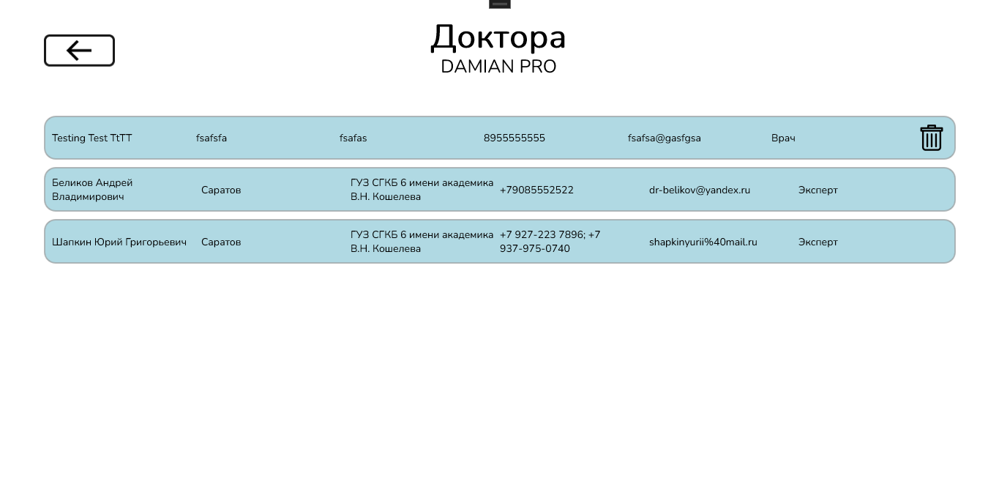 Доктора
DAMIAN PRO
Testing Test TtTT fsafsfa fsafas 8955555555 fsafsa@gasfgsa Врач
Беликов Андрей
Владимирович
Саратов
ГУЗ СГКБ 6 имени академика
В.Н. Кошелева
+79085552522
dr-belikov@yandex.ru
Эксперт
Шапкин Юрий Григорьевич
Саратов
ГУЗ СГКБ 6 имени академика
В.Н. Кошелева
+7 927-223 7896; +7
937-975-0740
shapkinyurii%40mail.ru
Эксперт